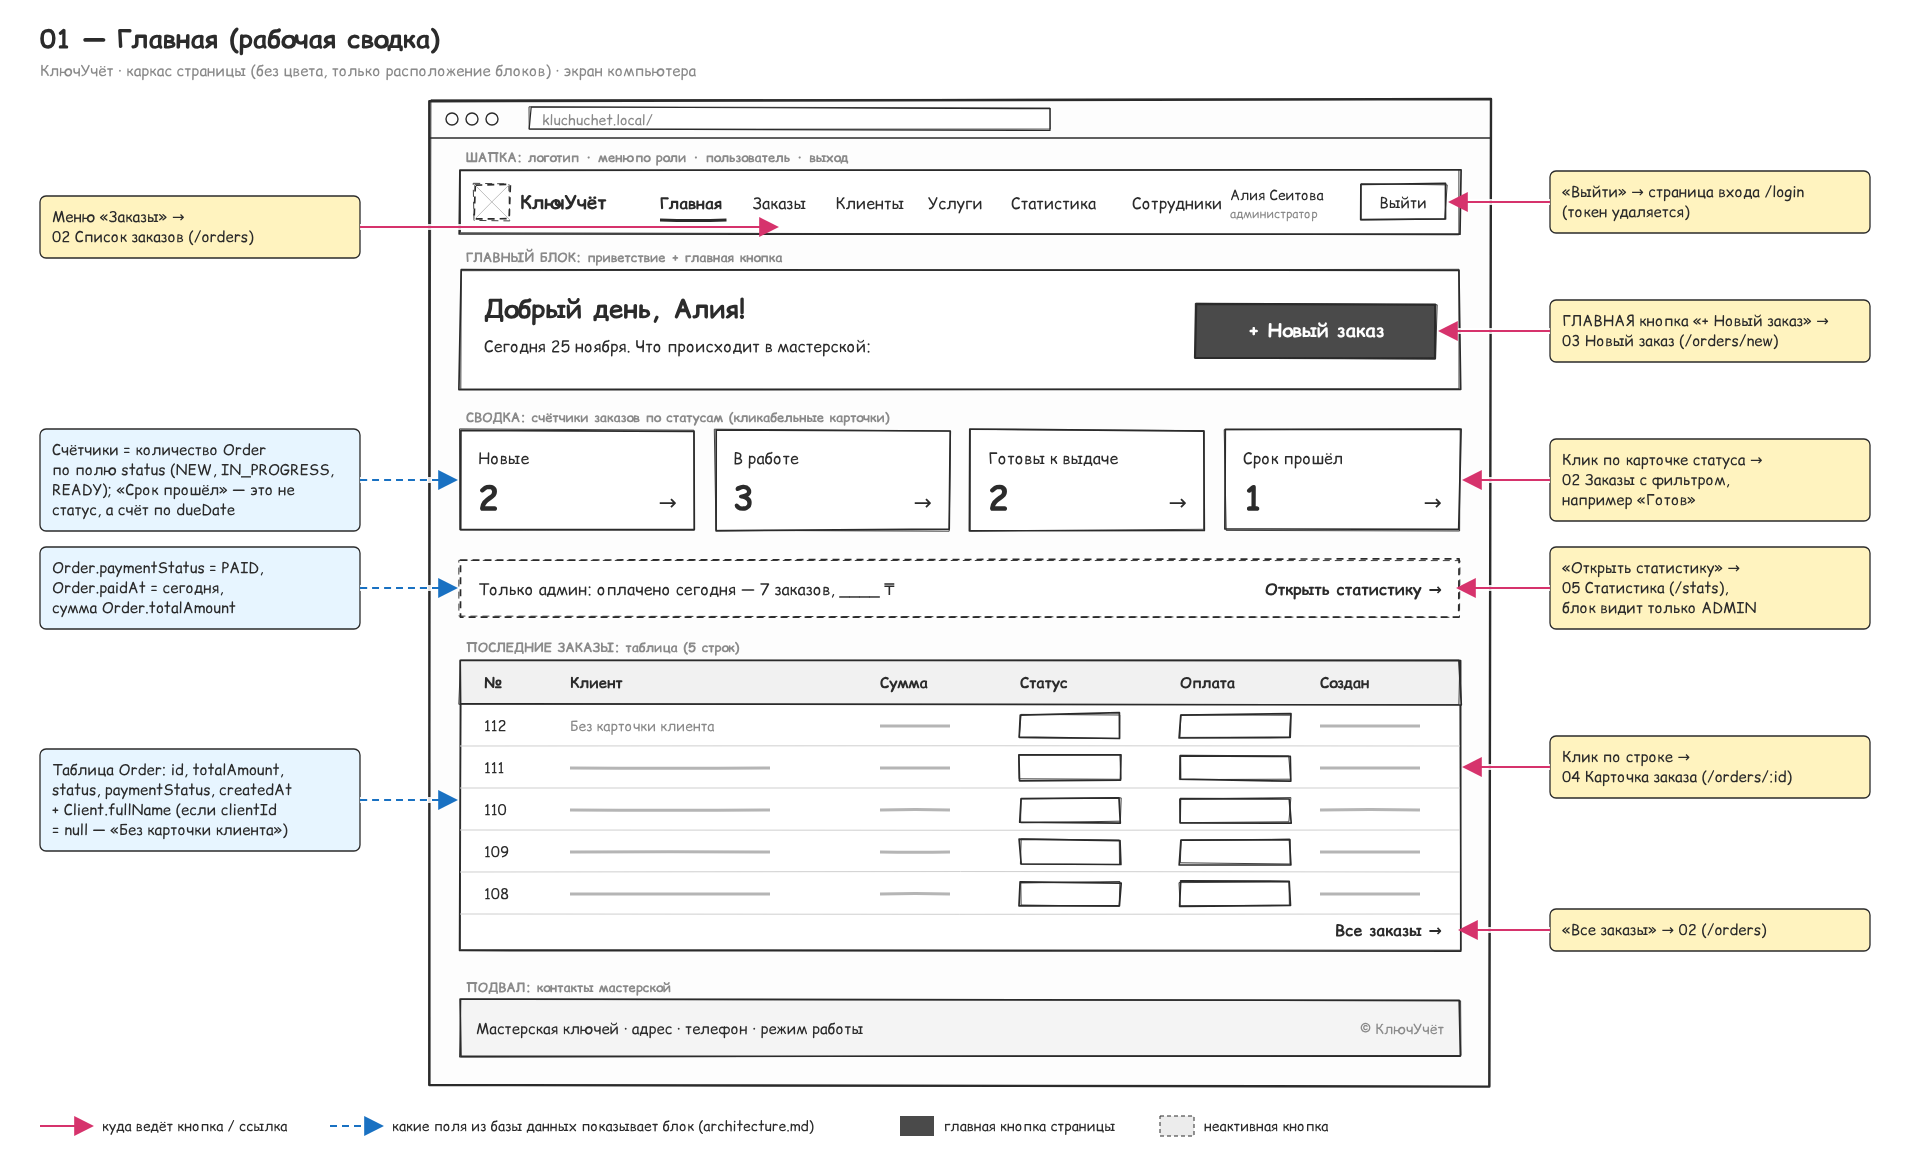 01 — Главная (рабочая сводка)
КлючУчёт · каркас страницы (без цвета, только расположение блоков) · экран компьютера
kluchuchet.local/
ШАПКА: логотип · меню по роли · пользователь · выход
КлючУчёт
Главная
Заказы
Клиенты
Услуги
Статистика
Сотрудники
Алия Сеитова
администратор
Выйти
Меню «Заказы» →
02 Список заказов (/orders)
«Выйти» → страница входа /login
(токен удаляется)
ГЛАВНЫЙ БЛОК: приветствие + главная кнопка
Добрый день, Алия!
Сегодня 25 ноября. Что происходит в мастерской:
+ Новый заказ
ГЛАВНАЯ кнопка «+ Новый заказ» →
03 Новый заказ (/orders/new)
СВОДКА: счётчики заказов по статусам (кликабельные карточки)
Новые
2 →
В работе
3 →
Готовы к выдаче
2 →
Срок прошёл
1 →
Счётчики = количество Order
по полю status (NEW, IN_PROGRESS,
READY); «Срок прошёл» — это не
статус, а счёт по dueDate
Клик по карточке статуса →
02 Заказы с фильтром,
например «Готов»
Order.paymentStatus = PAID,
Order.paidAt = сегодня,
сумма Order.totalAmount
Только админ: оплачено сегодня — 7 заказов, _____ ₸
Открыть статистику →
«Открыть статистику» →
05 Статистика (/stats),
блок видит только ADMIN
ПОСЛЕДНИЕ ЗАКАЗЫ: таблица (5 строк)
№ Клиент Сумма Статус Оплата Создан
112 Без карточки клиента
111
110
109
108
Все заказы →
Таблица Order: id, totalAmount,
status, paymentStatus, createdAt
+ Client.fullName (если clientId
= null — «Без карточки клиента»)
Клик по строке →
04 Карточка заказа (/orders/:id)
«Все заказы» → 02 (/orders)
ПОДВАЛ: контакты мастерской
Мастерская ключей · адрес · телефон · режим работы
© КлючУчёт
куда ведёт кнопка / ссылка
какие поля из базы данных показывает блок (architecture.md)
главная кнопка страницы
неактивная кнопка